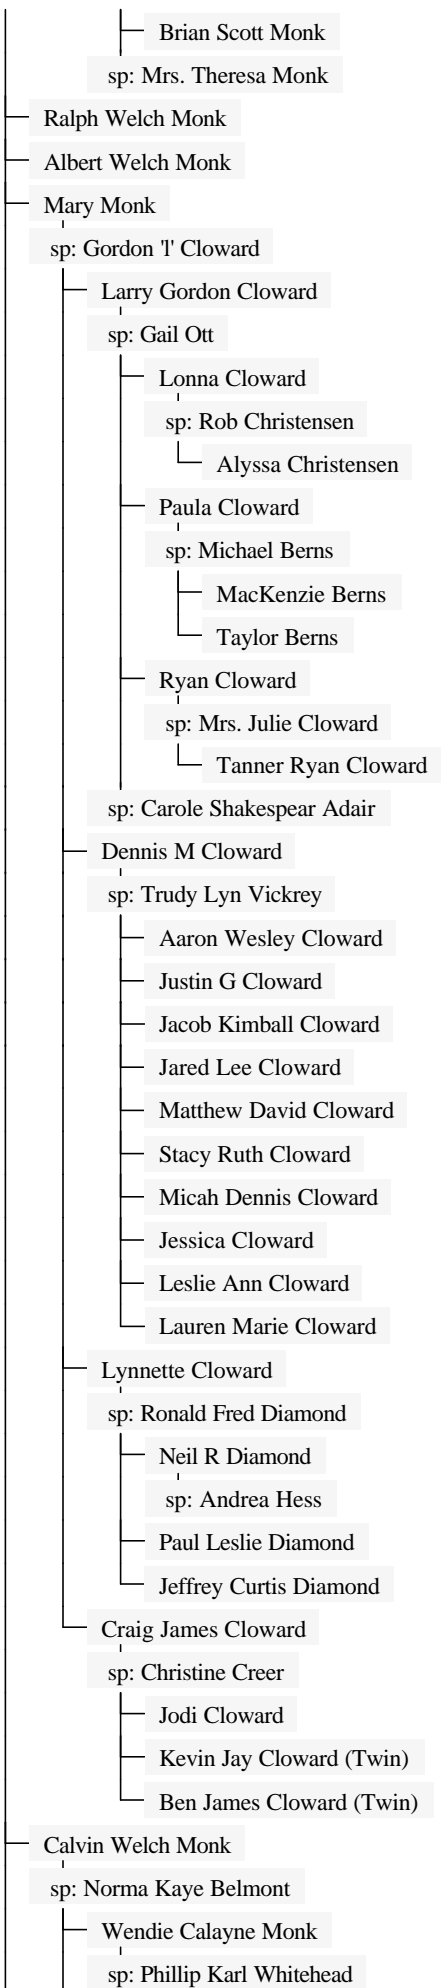 Brian Scott Monk
sp: Mrs. Theresa Monk
Ralph Welch Monk
Albert Welch Monk
Mary Monk
sp: Gordon 'l' Cloward
Larry Gordon Cloward
sp: Gail Ott
Lonna Cloward
sp: Rob Christensen
Alyssa Christensen
Paula Cloward
sp: Michael Berns
MacKenzie Berns
Taylor Berns
Ryan Cloward
sp: Mrs. Julie Cloward
Tanner Ryan Cloward
sp: Carole Shakespear Adair
Dennis M Cloward
sp: Trudy Lyn Vickrey
Aaron Wesley Cloward
Justin G Cloward
Jacob Kimball Cloward
Jared Lee Cloward
Matthew David Cloward
Stacy Ruth Cloward
Micah Dennis Cloward
Jessica Cloward
Leslie Ann Cloward
Lauren Marie Cloward
Lynnette Cloward
sp: Ronald Fred Diamond
Neil R Diamond
sp: Andrea Hess
Paul Leslie Diamond
Jeffrey Curtis Diamond
Craig James Cloward
sp: Christine Creer
Jodi Cloward
Kevin Jay Cloward (Twin)
Ben James Cloward (Twin)
Calvin Welch Monk
sp: Norma Kaye Belmont
Wendie Calayne Monk
sp: Phillip Karl Whitehead